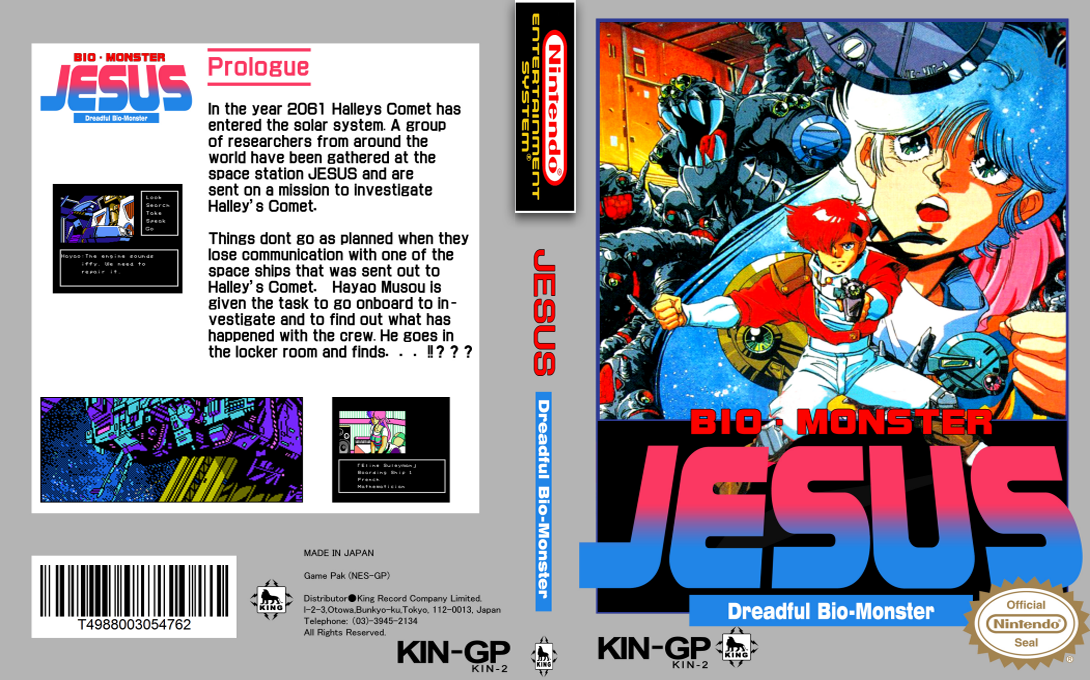 BIO・MONSTER
JESUS
Dreadful Bio-Monster
Prologue
In the year 2061 Halleys Comet has
entered the solar system. A group
of researchers from around the
world have been gathered at the
space station JESUS and are
sent on a mission to investigate
Halley's Comet.
Things dont go as planned when they
lose communication with one of the
space ships that was sent out to
Halley's Comet. Hayao Musou is
given the task to go onboard to in-
vestigate and to find out what has
happened with the crew. He goes in
the locker room and finds. . . !!? ? ?
Look
Search
Take
Speak
Go
Hayao:The engine sounds
iffy. We need to
repair it.
Boarding Ship 1
French
Mathematician
T4988003054762
MADE IN JAPAN
Game Pak (NES-GP)
Distributor●King Record Company Limited.
1-2-3,Otowa,Bunkyo-ku,Tokyo, 112-0013, Japan
Telephone: (03)-3945-2134
All Rights Reserved.
KING
KIN-GP
KIN-2
Nintendo®
ENTERTAINMENT
SYSTEM®
JESUS
Dreadful Bio-Monster
KING
BIO・MONSTER
JESUS
Dreadful Bio-Monster
KIN-GP
KIN-2
KING
Official
Nintendo
Seal
®